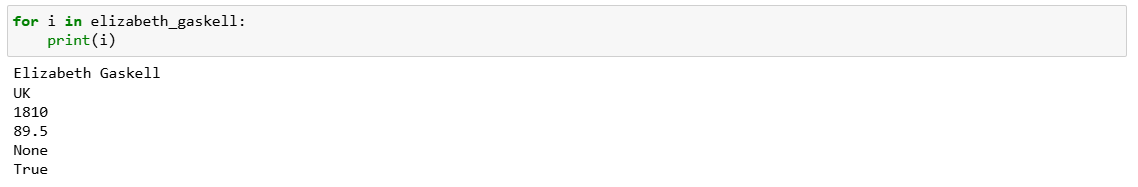 for i in elizabeth_gaskell:
    print(i)
Elizabeth Gaskell
UK
1810
89.5
None
True